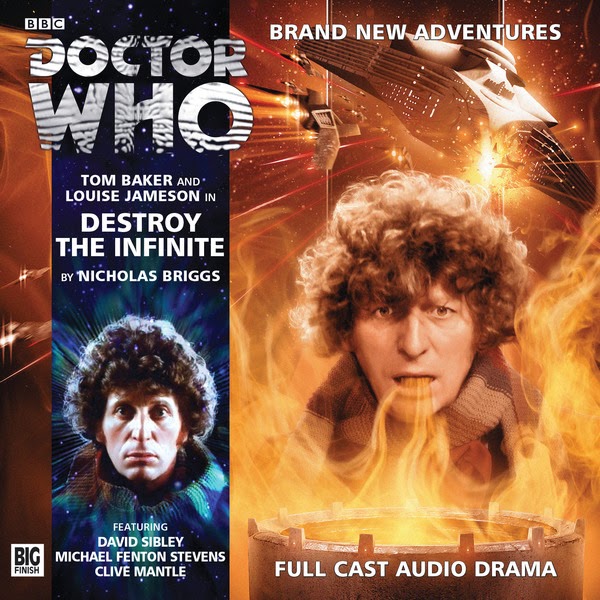 BBC
DOCTOR
WHO
TOM BAKER AND
LOUISE JAMESON IN
DESTROY
THE INFINITE
BY NICHOLAS BRIGGS
FEATURING
DAVID SIBLEY
MICHAEL FENTON STEVENS
CLIVE MANTLE
BIG
FINISH
BRAND NEW ADVENTURES
FULL CAST AUDIO DRAMA